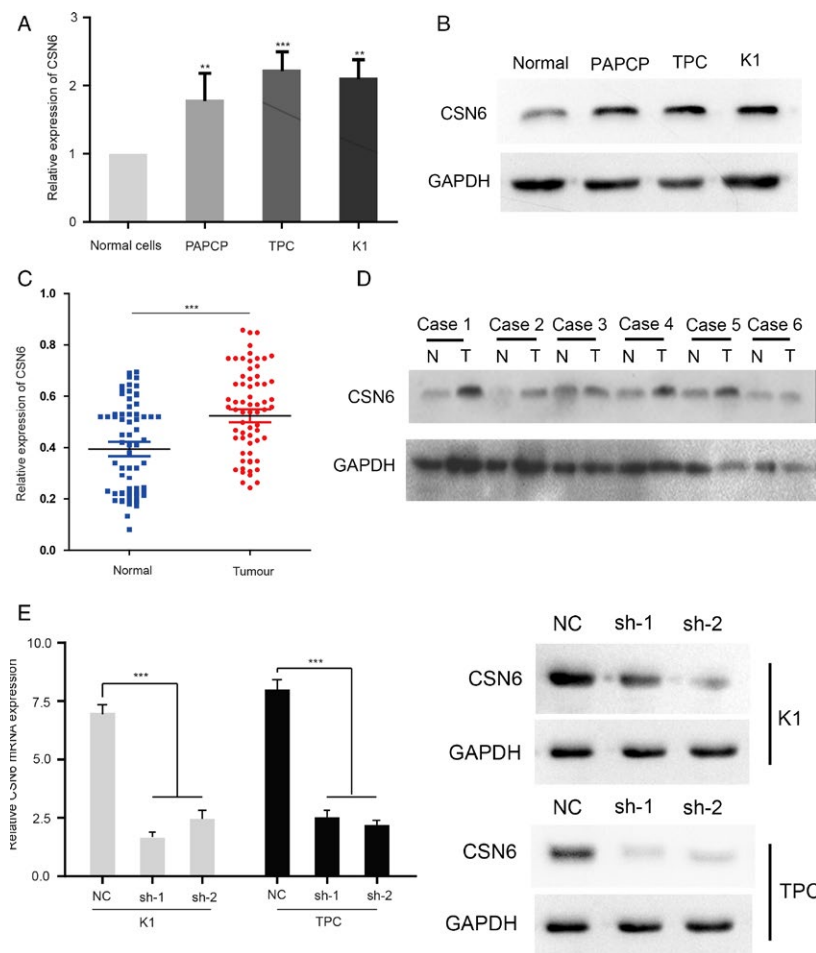 A
Relative expression of CSN6
3
2
1
0
**
***
**
Normal cells PAPCP TPC K1
B
Normal PAPCP TPC K1
CSN6
GAPDH
C
Relative expression of CSN6
1.0
0.8
0.6
0.4
0.2
0.0
***
Normal Tumour
D
Case 1 Case 2 Case 3 Case 4 Case 5 Case 6
N T N T N T N T N T N T
CSN6
GAPDH
E
Relative CSN6 mRNA expression
10.0
7.5
5.0
2.5
0.0
***
***
NC sh-1 sh-2 NC sh-1 sh-2
K1 TPC
NC sh-1 sh-2
CSN6
GAPDH
K1
NC sh-1 sh-2
CSN6
GAPDH
TPC